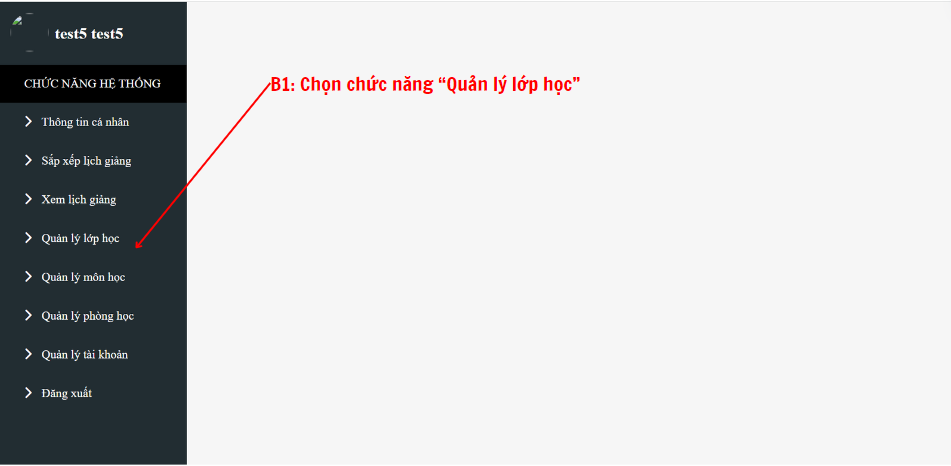 test5 test5
CHỨC NĂNG HỆ THỐNG
B1: Chọn chức năng “Quản lý lớp học”
Thông tin cá nhân
Sắp xếp lịch giảng
Xem lịch giảng
Quản lý lớp học
Quản lý môn học
Quản lý phòng học
Quản lý tài khoản
Đăng xuất